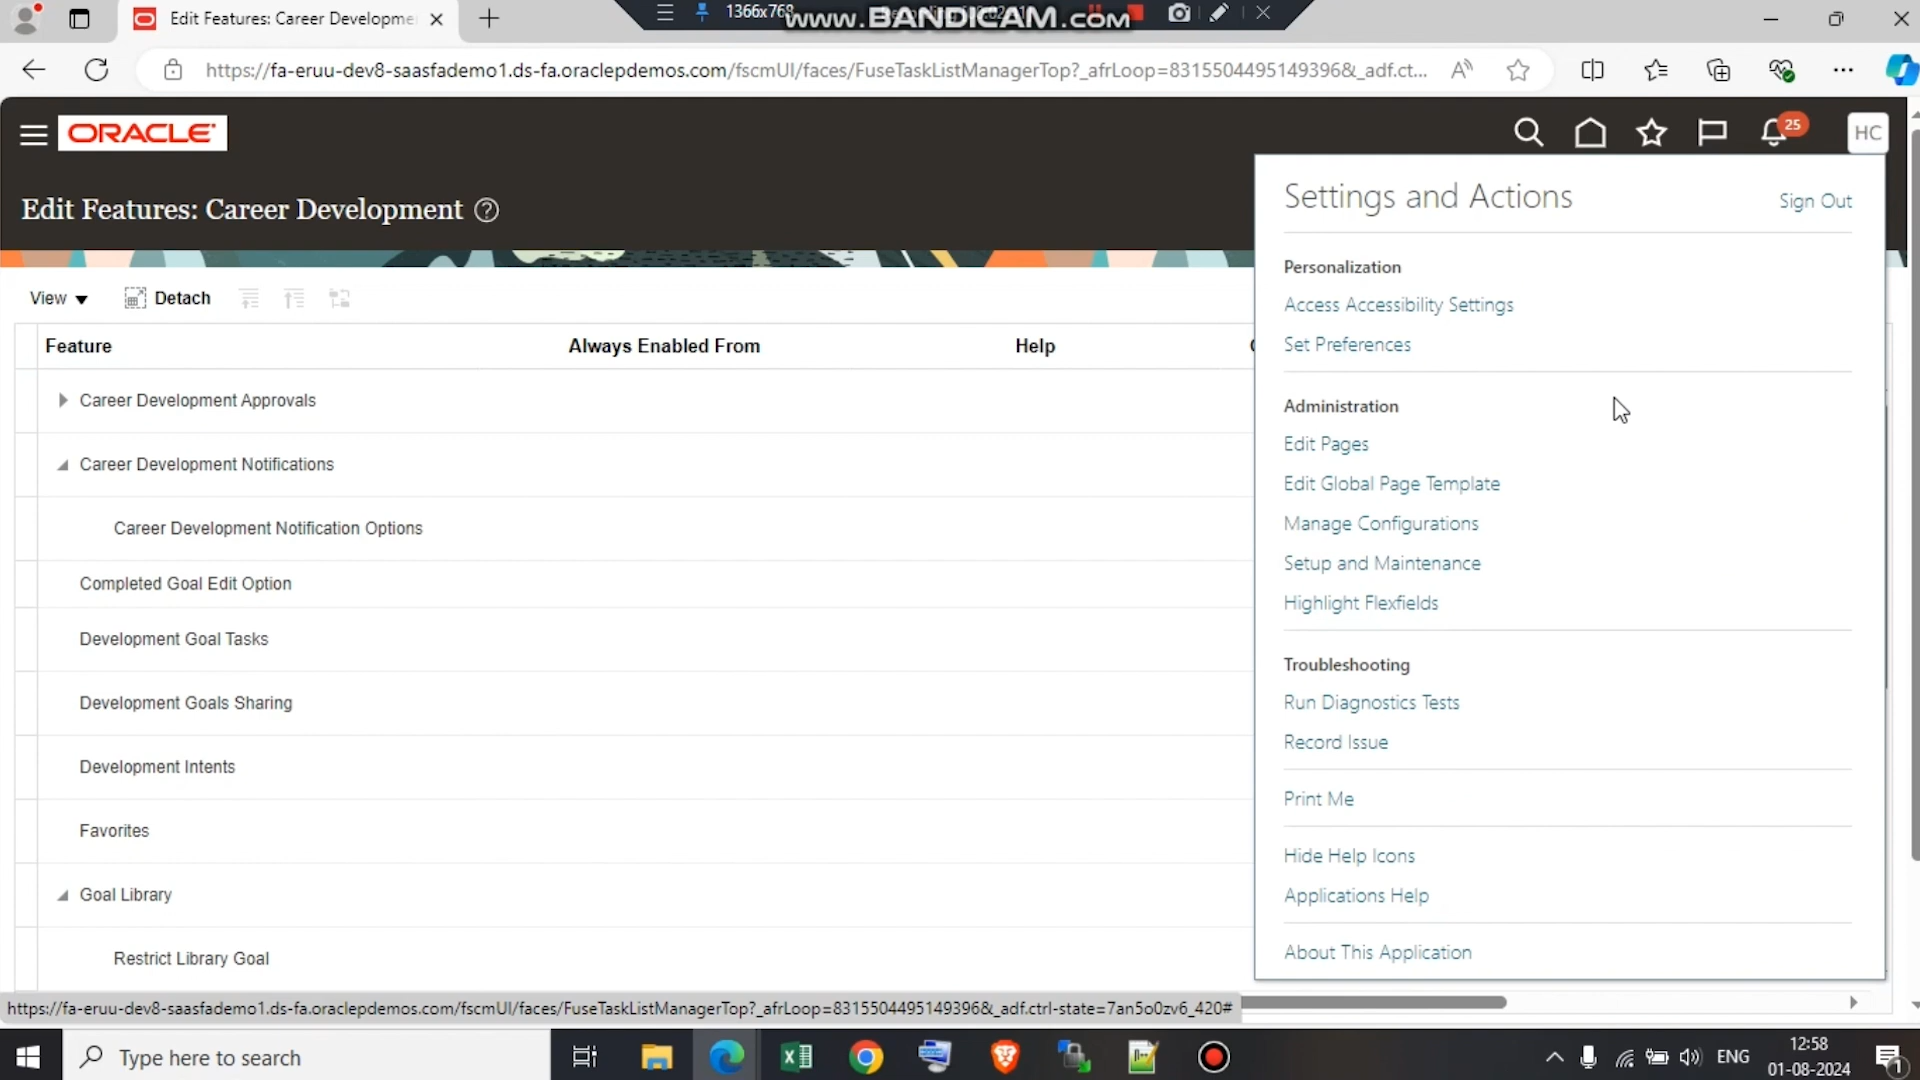 Edit Features: Career Developme
1366x768
www.BANDICAM.com
https://fa-eruu-dev8-saasfademo1.ds-fa.oraclepdemos.com/fscmUI/faces/FuseTaskListManagerTop?_afrLoop=8315504495149396&_adf.ct...
ORACLE
25
HC
Edit Features: Career Development
Settings and Actions
Sign Out
Personalization
Access Accessibility Settings
Set Preferences
Administration
Edit Pages
Edit Global Page Template
Manage Configurations
Setup and Maintenance
Highlight Flexfields
Troubleshooting
Run Diagnostics Tests
Record Issue
Print Me
Hide Help Icons
Applications Help
About This Application
View
Detach
Feature
Always Enabled From
Help
Career Development Approvals
Career Development Notifications
Career Development Notification Options
Completed Goal Edit Option
Development Goal Tasks
Development Goals Sharing
Development Intents
Favorites
Goal Library
Restrict Library Goal
https://fa-eruu-dev8-saasfademo1.ds-fa.oraclepdemos.com/fscmUI/faces/FuseTaskListManagerTop?_afrLoop=8315504495149396&_adf.ctrl-state=7an5o0zv6_420#
Type here to search
ENG
12:58
01-08-2024
1